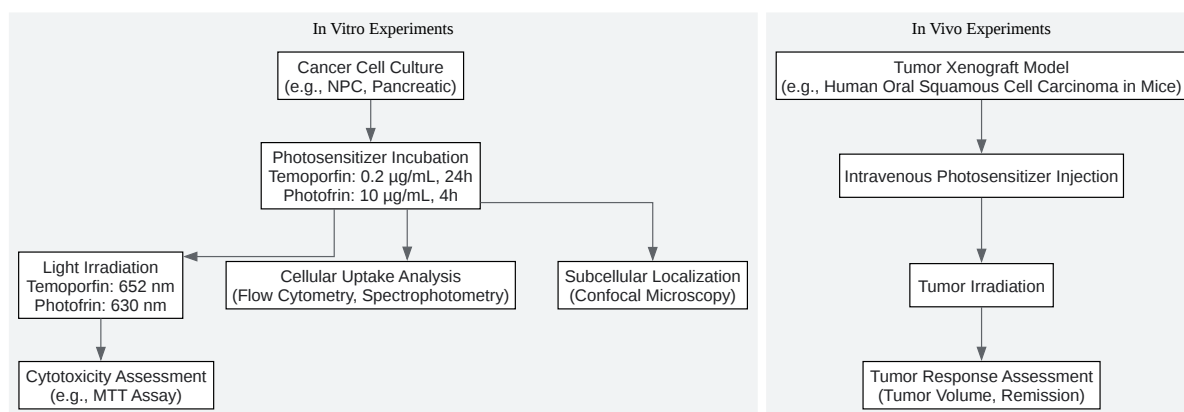 In Vitro Experiments
Cancer Cell Culture
(e.g., NPC, Pancreatic)
Photosensitizer Incubation
Temoporfin: 0.2 µg/mL, 24h
Photofrin: 10 µg/mL, 4h
Light Irradiation
Temoporfin: 652 nm
Photofrin: 630 nm
Cellular Uptake Analysis
(Flow Cytometry, Spectrophotometry)
Subcellular Localization
(Confocal Microscopy)
Cytotoxicity Assessment
(e.g., MTT Assay)
In Vivo Experiments
Tumor Xenograft Model
(e.g., Human Oral Squamous Cell Carcinoma in Mice)
Intravenous Photosensitizer Injection
Tumor Irradiation
Tumor Response Assessment
(Tumor Volume, Remission)